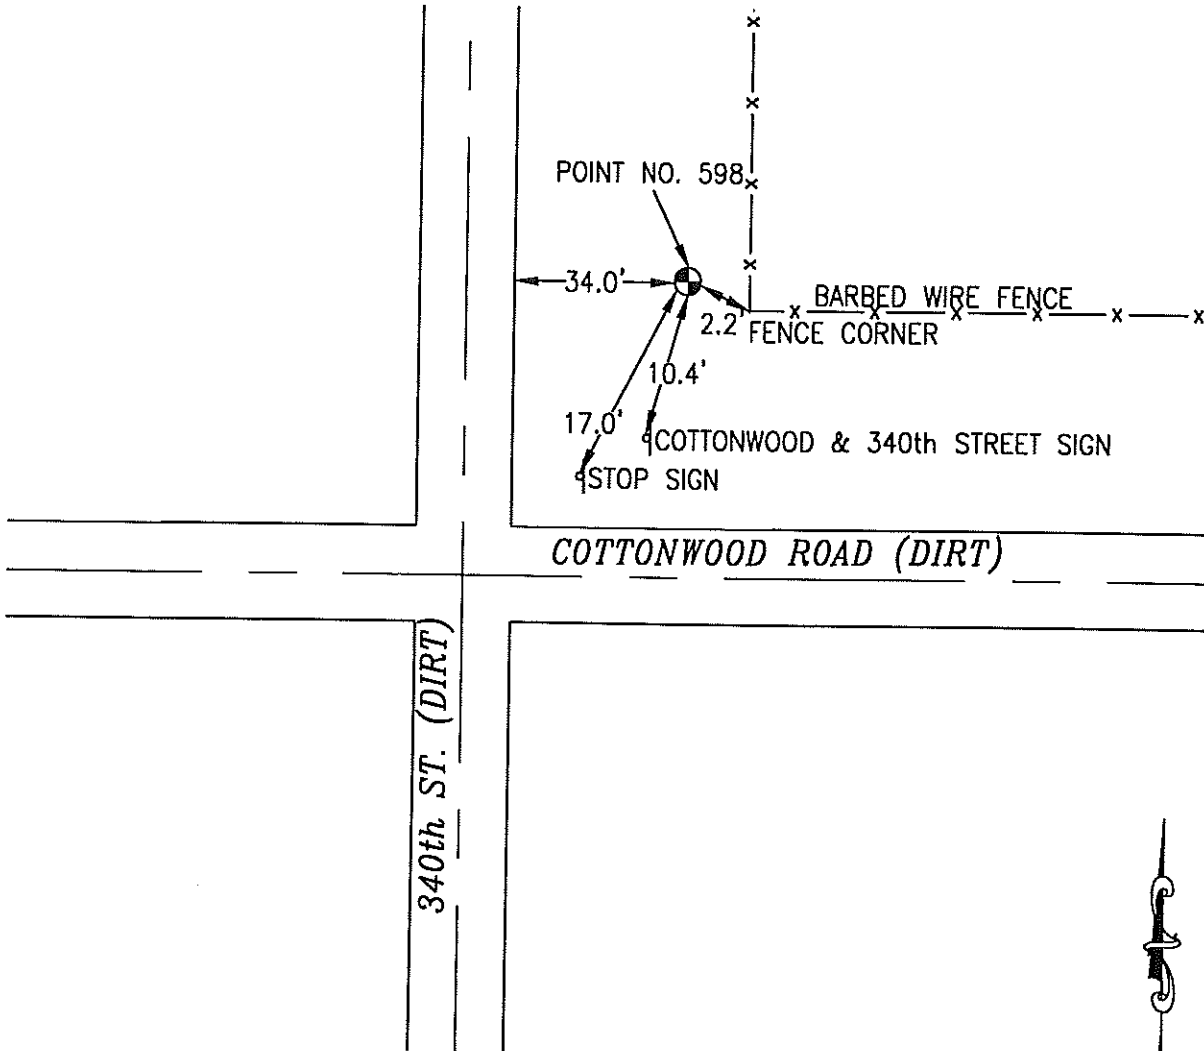 POINT NO. 598
34.0'
BARBED WIRE FENCE
2.2'
FENCE CORNER
10.4'
17.0'
COTTONWOOD & 340th STREET SIGN
STOP SIGN
COTTONWOOD ROAD (DIRT)
340th ST. (DIRT)